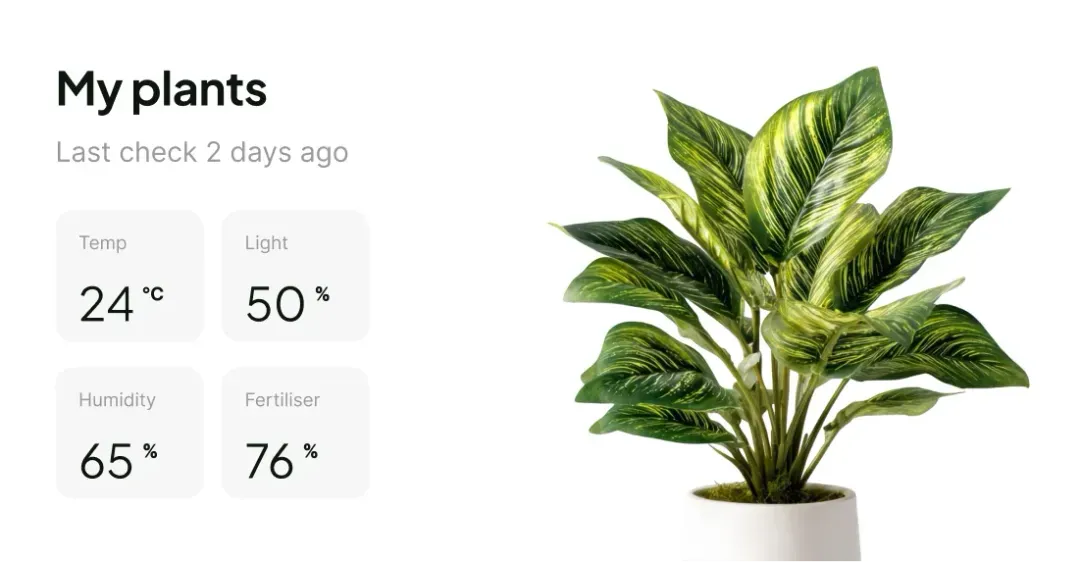 My plants
Last check 2 days ago
Temp
24 °C
Light
50 %
Humidity
65 %
Fertiliser
76 %